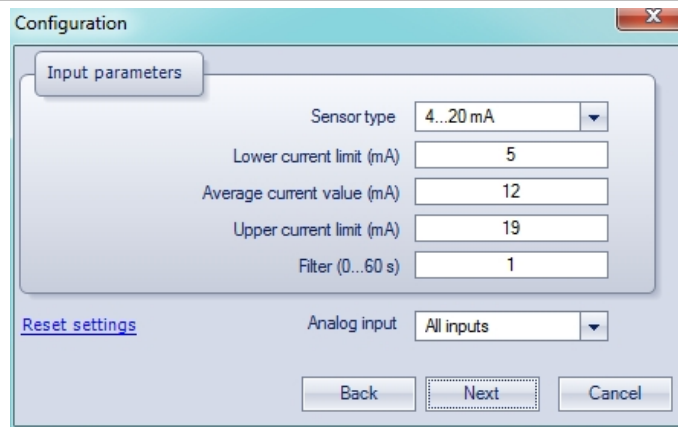 Configuration
Input parameters
Sensor type 4...20 mA
Lower current limit (mA) 5
Average current value (mA) 12
Upper current limit (mA) 19
Filter (0...60 s) 1
Reset settings Analog input All inputs
Back Next Cancel